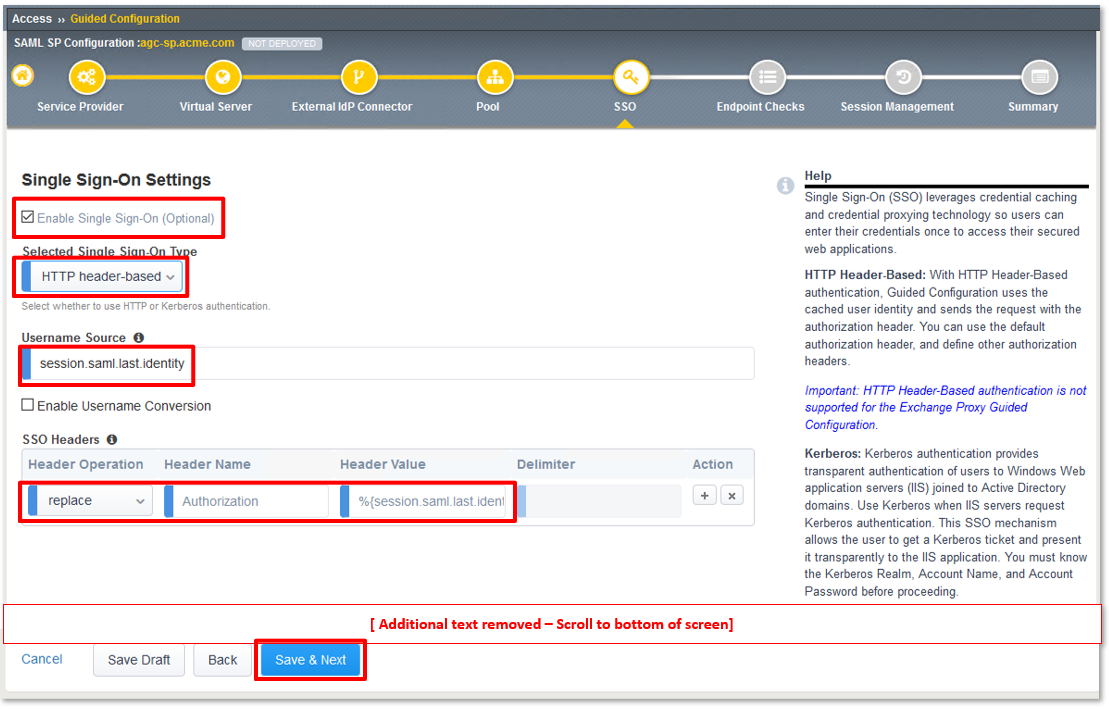 Access ›› Guided Configuration
SAML SP Configuration :agc-sp.acme.com NOT DEPLOYED
Service Provider Virtual Server External IdP Connector Pool SSO Endpoint Checks Session Management Summary
Single Sign-On Settings
Enable Single Sign-On (Optional)
Selected Single Sign-On Type
HTTP header-based
Select whether to use HTTP or Kerberos authentication.
Username Source
session.saml.last.identity
Enable Username Conversion
SSO Headers
Header Operation Header Name Header Value Delimiter Action
replace Authorization %{session.saml.last.ident + x
Help
Single Sign-On (SSO) leverages credential caching
and credential proxying technology so users can
enter their credentials once to access their secured
web applications.
HTTP Header-Based: With HTTP Header-Based
authentication, Guided Configuration uses the
cached user identity and sends the request with the
authorization header. You can use the default
authorization header, and define other authorization
headers.
Important: HTTP Header-Based authentication is not
supported for the Exchange Proxy Guided
Configuration.
Kerberos: Kerberos authentication provides
transparent authentication of users to Windows Web
application servers (IIS) joined to Active Directory
domains. Use Kerberos when IIS servers request
Kerberos authentication. This SSO mechanism
allows the user to get a Kerberos ticket and present
it transparently to the IIS application. You must know
the Kerberos Realm, Account Name, and Account
Password before proceeding.
[ Additional text removed – Scroll to bottom of screen]
Cancel Save Draft Back Save & Next